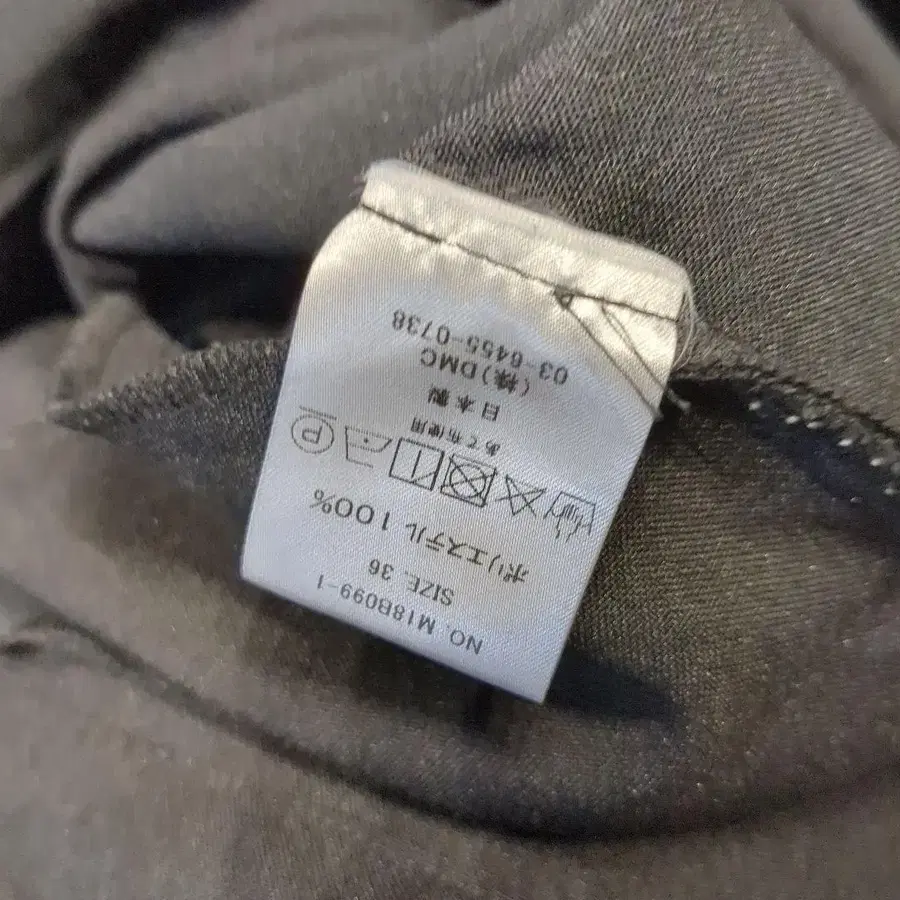 NO. M18B099-1
SIZE. 36
ポリエステル 100%
P
あて布使用
日本製
(株)DMC
03-6455-0738